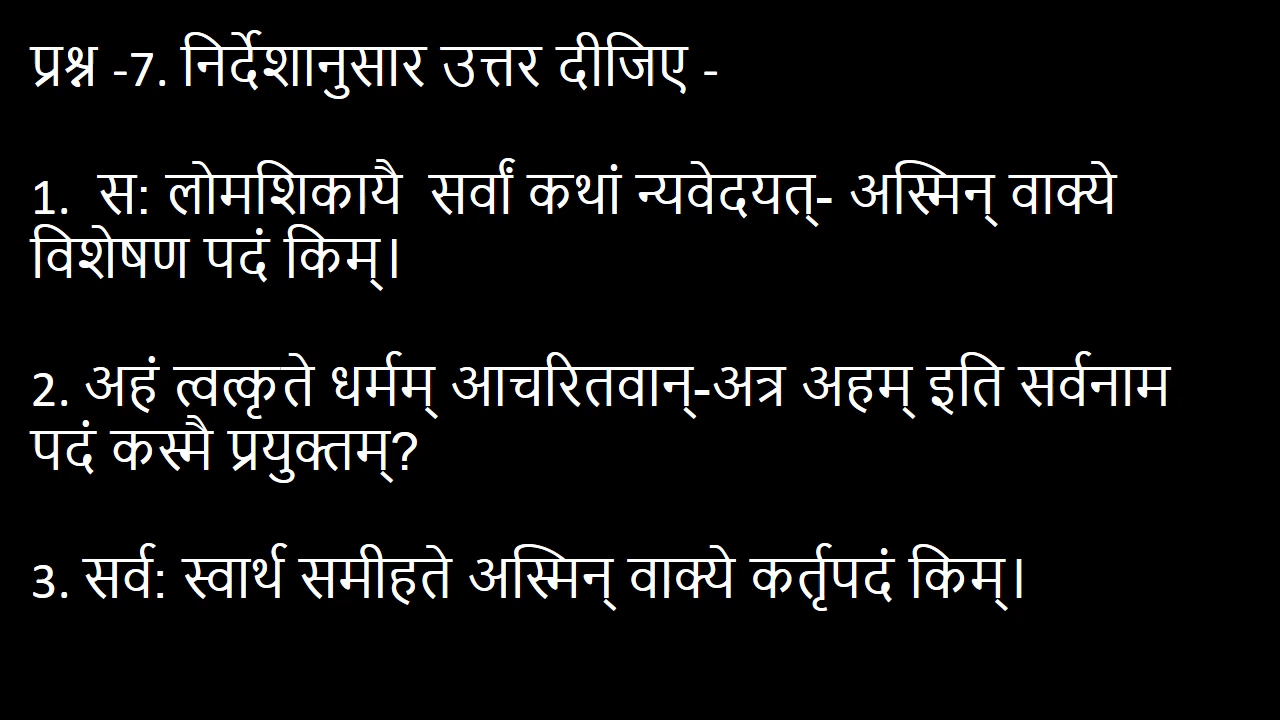 प्रश्न -7. निर्देशानुसार उत्तर दीजिए -
1. स: लोमशिकायै सर्वां कथां न्यवेदयत्- अस्मिन् वाक्ये
विशेषण पदं किम्।
2. अहं त्वत्कृते धर्मम् आचरितवान्-अत्र अहम् इति सर्वनाम
पदं कस्मै प्रयुक्तम्?
3. सर्व: स्वार्थ समीहते अस्मिन् वाक्ये कर्तृपदं किम्।